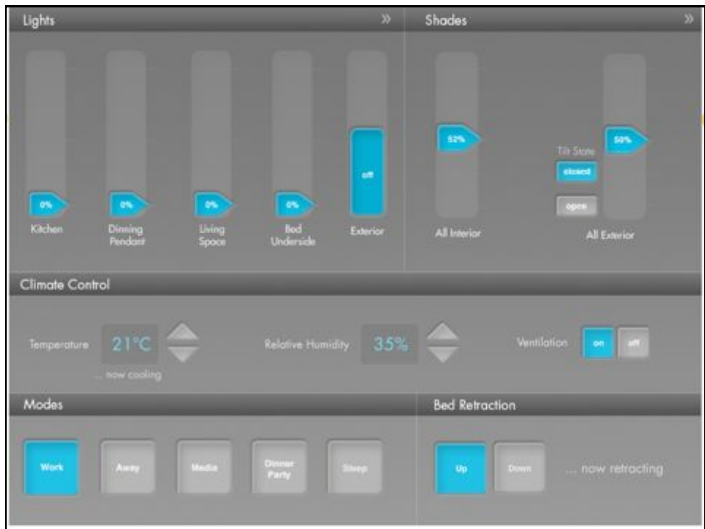 Lights »
Shades »
0%
0%
0%
0%
off
Kitchen
Dinning
Pendant
Living
Space
Bed
Underside
Exterior
52%
Tilt State
closed
open
50%
All Interior
All Exterior
Climate Control
Temperature
21°C
... now cooling
Relative Humidity
35%
Ventilation
on
off
Modes
Work
Away
Media
Dinner
Party
Sleep
Bed Retraction
Up
Down
... now retracting